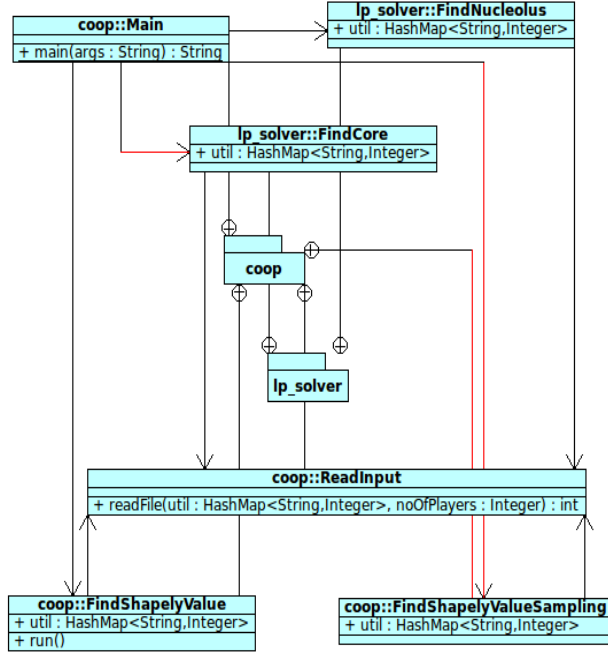 coop::Main
+ main(args : String) : String
lp_solver::FindNucleolus
+ util : HashMap<String,Integer>
lp_solver::FindCore
+ util : HashMap<String,Integer>
coop
lp_solver
coop::ReadInput
+ readFile(util : HashMap<String,Integer>, noOfPlayers : Integer) : int
coop::FindShapelyValue
+ util : HashMap<String,Integer>
+ run()
coop::FindShapelyValueSampling
+ util : HashMap<String,Integer>